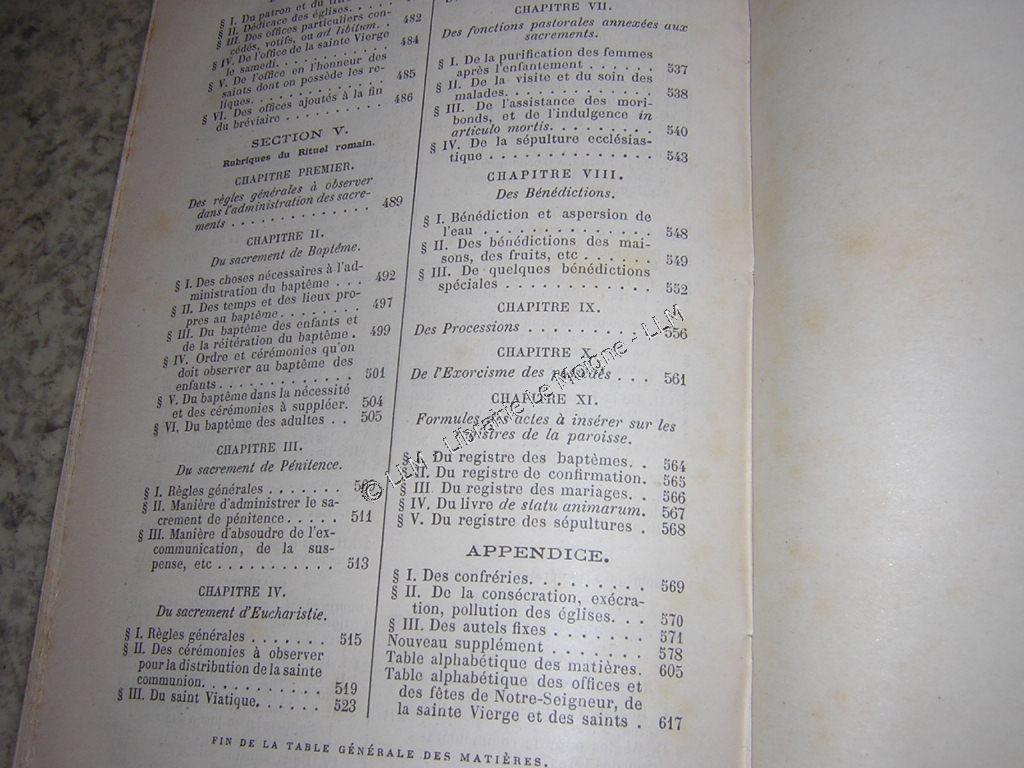 § I. Du patron et du
§ II. Dédicace des églises. . 482
§ III. Des offices particuliers con-
cédés, votifs, ou ad libitum. .
§ IV. De l'office de la sainte Vierge 484
le samedi. . . . . . . . . .
§ V. De l'office en l'honneur des
saints dont on possède les re- 485
liques. . . . . . . . . . .
§ VI. Des offices ajoutés à la fin 486
du bréviaire . . . . . . . .
SECTION V.
Rubriques du Rituel romain.
CHAPITRE PREMIER.
Des règles générales à observer
dans l'administration des sacre-
ments . . . . . . . . . . . 489
CHAPITRE II.
Du sacrement de Baptême.
§ I. Des choses nécessaires à l'ad-
ministration du baptême . . . 492
§ II. Des temps et des lieux pro-
pres au baptême. . . . . . . 497
§ III. Du baptême des enfants et
de la réitération du baptême . 499
§ IV. Ordre et cérémonies qu'on
doit observer au baptême des
enfants . . . . . . . . . . . 501
§ V. Du baptême dans la nécessité
et des cérémonies à suppléer. 504
§ VI. Du baptême des adultes . . 505
CHAPITRE III.
Du sacrement de Pénitence.
§ I. Règles générales . . . . . . .
§ II. Manière d'administrer le sa-
crement de pénitence. . . . . 511
§ III. Manière d'absoudre de l'ex-
communication, de la sus-
pense, etc . . . . . . . . . 513
CHAPITRE IV.
Du sacrement d'Eucharistie.
§ I. Règles générales . . . . . . . 515
§ II. Des cérémonies à observer
pour la distribution de la sainte
communion. . . . . . . . . . 519
§ III. Du saint Viatique. . . . . . 523
CHAPITRE VII.
Des fonctions pastorales annexées aux
sacrements.
§ I. De la purification des femmes
après l'enfantement . . . . . . 537
§ II. De la visite et du soin des
malades. . . . . . . . . . . . 538
§ III. De l'assistance des mori-
bonds, et de l'indulgence in
articulo mortis. . . . . . . . . 540
§ IV. De la sépulture ecclésias-
tique . . . . . . . . . . . . . 543
CHAPITRE VIII.
Des Bénédictions.
§ I. Bénédiction et aspersion de
l'eau . . . . . . . . . . . . . 548
§ II. Des bénédictions des mai-
sons, des fruits, etc . . . . . 549
§ III. De quelques bénédictions
spéciales . . . . . . . . . . . 552
CHAPITRE IX.
Des Processions . . . . . . . . . 556
CHAPITRE X.
De l'Exorcisme des . . . 561
CHAPITRE XI.
Formules des actes à insérer sur les
registres de la paroisse.
§ I. Du registre des baptêmes. . 564
§ II. Du registre de confirmation. 565
§ III. Du registre des mariages. . 566
§ IV. Du livre de statu animarum. 567
§ V. Du registre des sépultures . 568
APPENDICE.
§ I. Des confréries. . . . . . . . . 569
§ II. De la consécration, exécra-
tion, pollution des églises. . . 570
§ III. Des autels fixes . . . . . . . 571
Nouveau supplément . . . . . . . 578
Table alphabétique des matières. 605
Table alphabétique des offices et
des fêtes de Notre-Seigneur, de
la sainte Vierge et des saints . 617
FIN DE LA TABLE GÉNÉRALE DES MATIÈRES.
© LLM - Librairie Le Moigne - LLM